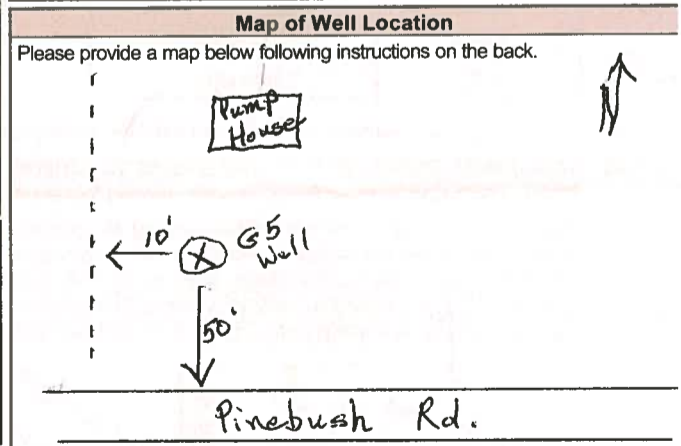 Map of Well Location
Please provide a map below following instructions on the back.
N
Pump
House
10'
G5
Well
50'
Pinebush Rd.